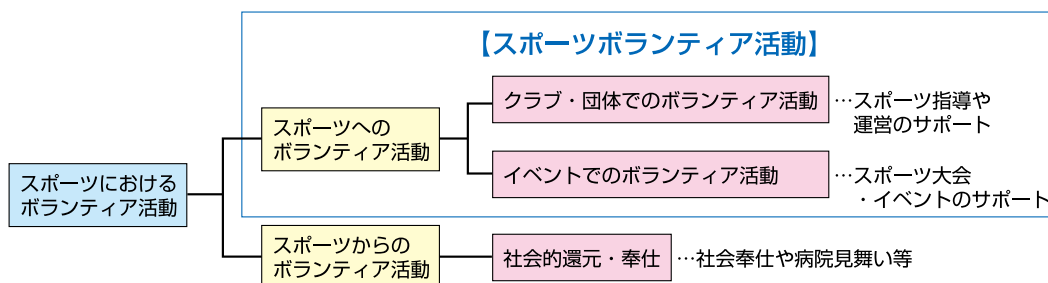 【スポーツボランティア活動】
クラブ・団体でのボランティア活動
…スポーツ指導や
運営のサポート
スポーツへの
ボランティア活動
イベントでのボランティア活動
…スポーツ大会
・イベントのサポート
スポーツにおける
ボランティア活動
スポーツからの
ボランティア活動
社会的還元・奉仕
…社会奉仕や病院見舞い等